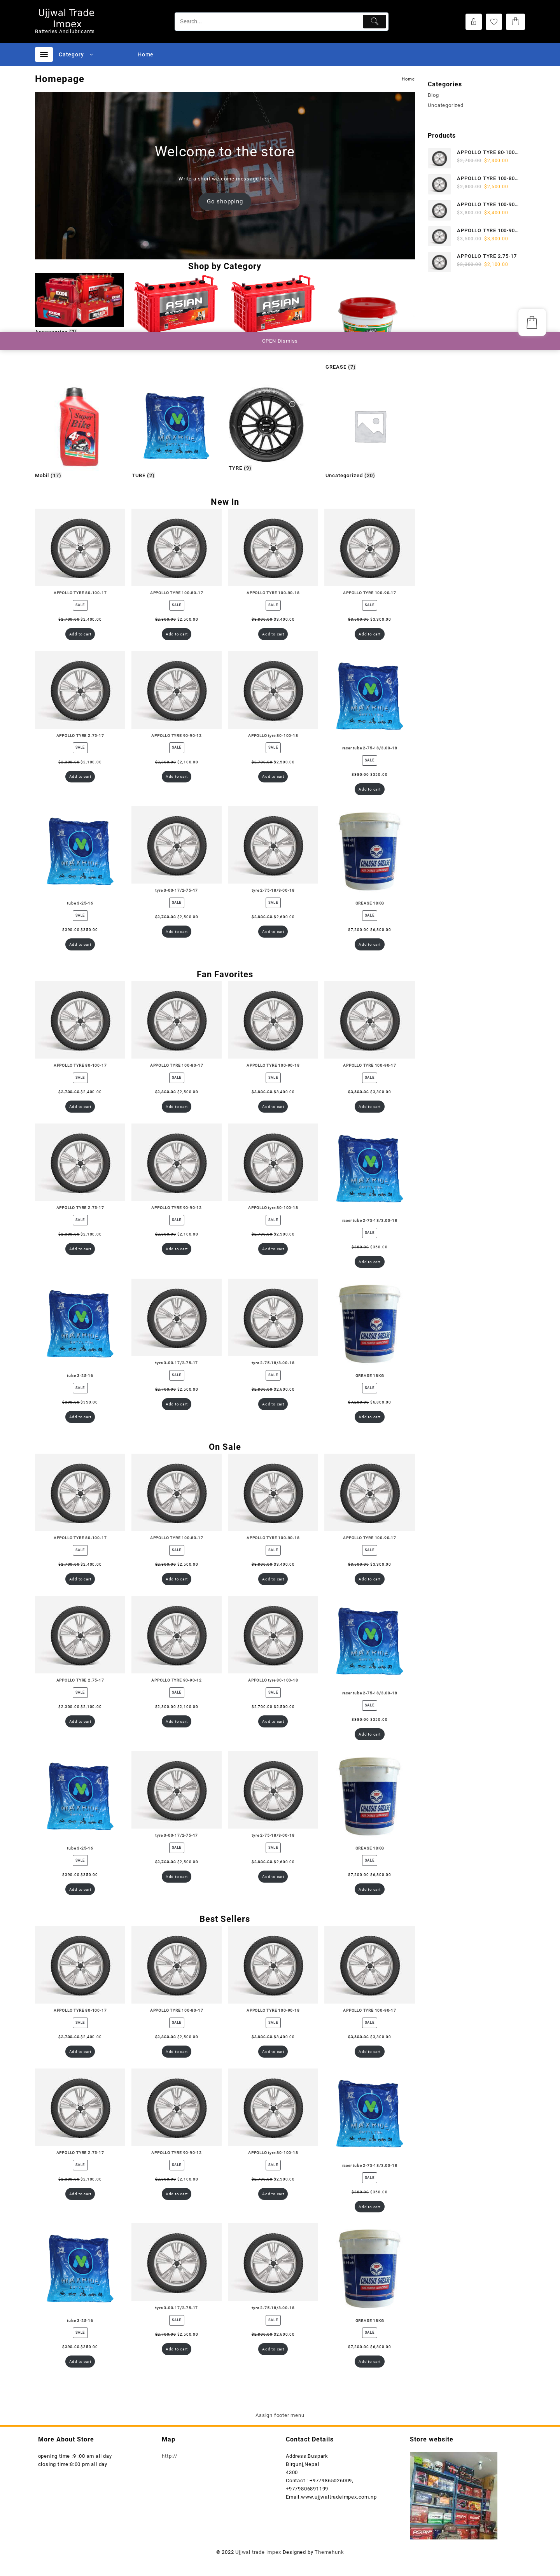 Ujjwal Trade Impex
Batteries And lubricants
Search...
Category
Home
Homepage
Home
Welcome to the store
Write a short welcome message here
Go shopping
Shop by Category
OPEN Dismiss
GREASE (7)
Mobil (17)
TUBE (2)
TYRE (9)
Uncategorized (20)
Categories
Blog
Uncategorized
Products
APPOLLO TYRE 80-100...
$2,700.00 $2,400.00
APPOLLO TYRE 100-80...
$2,800.00 $2,500.00
APPOLLO TYRE 100-90...
$3,800.00 $3,400.00
APPOLLO TYRE 100-90...
$3,500.00 $3,300.00
APPOLLO TYRE 2.75-17
$2,300.00 $2,100.00
New In
APPOLLO TYRE 80-100-17
SALE
$2,700.00 $2,400.00
Add to cart
APPOLLO TYRE 100-80-17
SALE
$2,800.00 $2,500.00
Add to cart
APPOLLO TYRE 100-90-18
SALE
$3,800.00 $3,400.00
Add to cart
APPOLLO TYRE 100-90-17
SALE
$3,500.00 $3,300.00
Add to cart
APPOLLO TYRE 2.75-17
SALE
$2,300.00 $2,100.00
Add to cart
APPOLLO TYRE 90-90-12
SALE
$2,300.00 $2,100.00
Add to cart
APPOLLO tyre 80-100-18
SALE
$2,700.00 $2,500.00
Add to cart
racer tube 2-75-18/3.00-18
SALE
$380.00 $350.00
Add to cart
tube 3-25-16
SALE
$390.00 $350.00
Add to cart
tyre 3-00-17/2-75-17
SALE
$2,700.00 $2,500.00
Add to cart
tyre 2-75-18/3-00-18
SALE
$2,800.00 $2,600.00
Add to cart
GREASE 18KG
SALE
$7,200.00 $6,800.00
Add to cart
Fan Favorites
APPOLLO TYRE 80-100-17
SALE
$2,700.00 $2,400.00
Add to cart
APPOLLO TYRE 100-80-17
SALE
$2,800.00 $2,500.00
Add to cart
APPOLLO TYRE 100-90-18
SALE
$3,800.00 $3,400.00
Add to cart
APPOLLO TYRE 100-90-17
SALE
$3,500.00 $3,300.00
Add to cart
APPOLLO TYRE 2.75-17
SALE
$2,300.00 $2,100.00
Add to cart
APPOLLO TYRE 90-90-12
SALE
$2,300.00 $2,100.00
Add to cart
APPOLLO tyre 80-100-18
SALE
$2,700.00 $2,500.00
Add to cart
racer tube 2-75-18/3.00-18
SALE
$380.00 $350.00
Add to cart
tube 3-25-16
SALE
$390.00 $350.00
Add to cart
tyre 3-00-17/2-75-17
SALE
$2,700.00 $2,500.00
Add to cart
tyre 2-75-18/3-00-18
SALE
$2,800.00 $2,600.00
Add to cart
GREASE 18KG
SALE
$7,200.00 $6,800.00
Add to cart
On Sale
APPOLLO TYRE 80-100-17
SALE
$2,700.00 $2,400.00
Add to cart
APPOLLO TYRE 100-80-17
SALE
$2,800.00 $2,500.00
Add to cart
APPOLLO TYRE 100-90-18
SALE
$3,800.00 $3,400.00
Add to cart
APPOLLO TYRE 100-90-17
SALE
$3,500.00 $3,300.00
Add to cart
APPOLLO TYRE 2.75-17
SALE
$2,300.00 $2,100.00
Add to cart
APPOLLO TYRE 90-90-12
SALE
$2,300.00 $2,100.00
Add to cart
APPOLLO tyre 80-100-18
SALE
$2,700.00 $2,500.00
Add to cart
racer tube 2-75-18/3.00-18
SALE
$380.00 $350.00
Add to cart
tube 3-25-16
SALE
$390.00 $350.00
Add to cart
tyre 3-00-17/2-75-17
SALE
$2,700.00 $2,500.00
Add to cart
tyre 2-75-18/3-00-18
SALE
$2,800.00 $2,600.00
Add to cart
GREASE 18KG
SALE
$7,200.00 $6,800.00
Add to cart
Best Sellers
APPOLLO TYRE 80-100-17
SALE
$2,700.00 $2,400.00
Add to cart
APPOLLO TYRE 100-80-17
SALE
$2,800.00 $2,500.00
Add to cart
APPOLLO TYRE 100-90-18
SALE
$3,800.00 $3,400.00
Add to cart
APPOLLO TYRE 100-90-17
SALE
$3,500.00 $3,300.00
Add to cart
APPOLLO TYRE 2.75-17
SALE
$2,300.00 $2,100.00
Add to cart
APPOLLO TYRE 90-90-12
SALE
$2,300.00 $2,100.00
Add to cart
APPOLLO tyre 80-100-18
SALE
$2,700.00 $2,500.00
Add to cart
racer tube 2-75-18/3.00-18
SALE
$380.00 $350.00
Add to cart
tube 3-25-16
SALE
$390.00 $350.00
Add to cart
tyre 3-00-17/2-75-17
SALE
$2,700.00 $2,500.00
Add to cart
tyre 2-75-18/3-00-18
SALE
$2,800.00 $2,600.00
Add to cart
GREASE 18KG
SALE
$7,200.00 $6,800.00
Add to cart
Assign footer menu
More About Store
opening time :9 :00 am all day
closing time:8:00 pm all day
Map
http://
Contact Details
Address:Buspark
Birgunj,Nepal
4300
Contact : +9779865026009,
+9779806891199
Email:www.ujjwaltradeimpex.com.np
Store website
© 2022 Ujjwal trade impex Designed by Themehunk